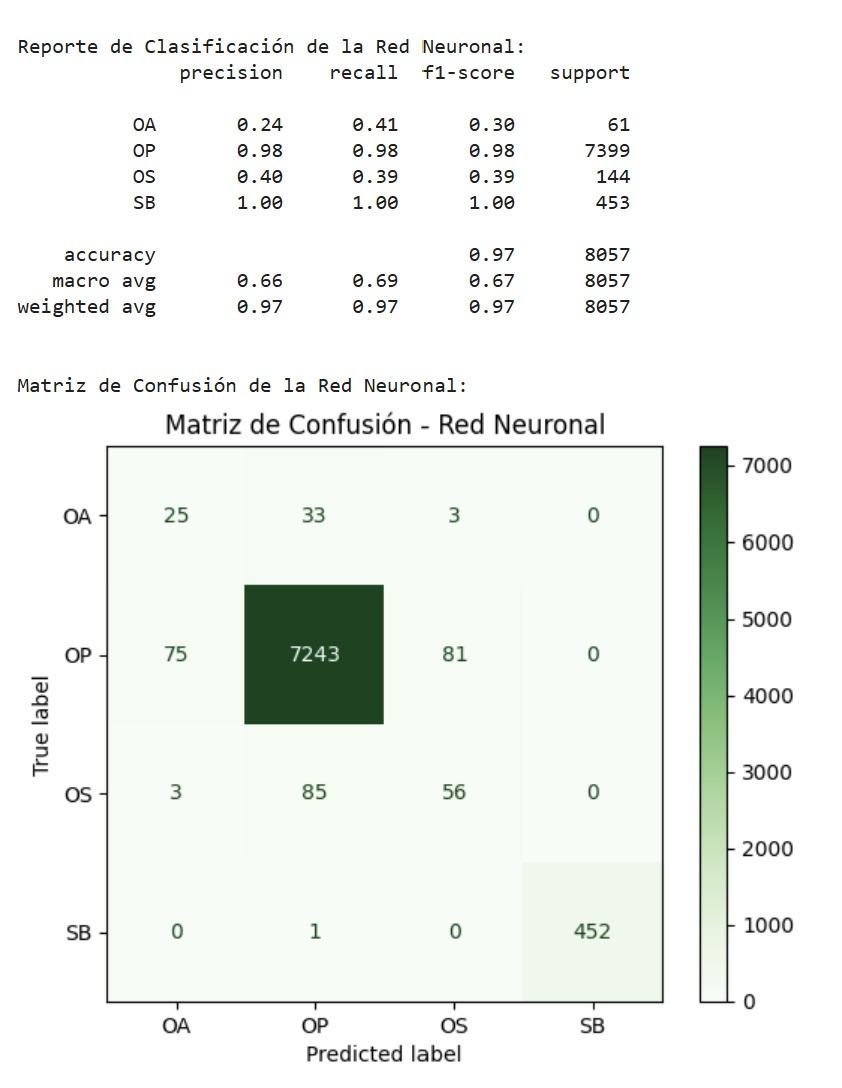 Reporte de Clasificación de la Red Neuronal:
precision recall f1-score support
OA 0.24 0.41 0.30 61
OP 0.98 0.98 0.98 7399
OS 0.40 0.39 0.39 144
SB 1.00 1.00 1.00 453
accuracy 0.97 8057
macro avg 0.66 0.69 0.67 8057
weighted avg 0.97 0.97 0.97 8057
Matriz de Confusión de la Red Neuronal:
Matriz de Confusión - Red Neuronal
OA 25 33 3 0
OP 75 7243 81 0
OS 3 85 56 0
SB 0 1 0 452
OA OP OS SB
Predicted label
True label
7000
6000
5000
4000
3000
2000
1000
0